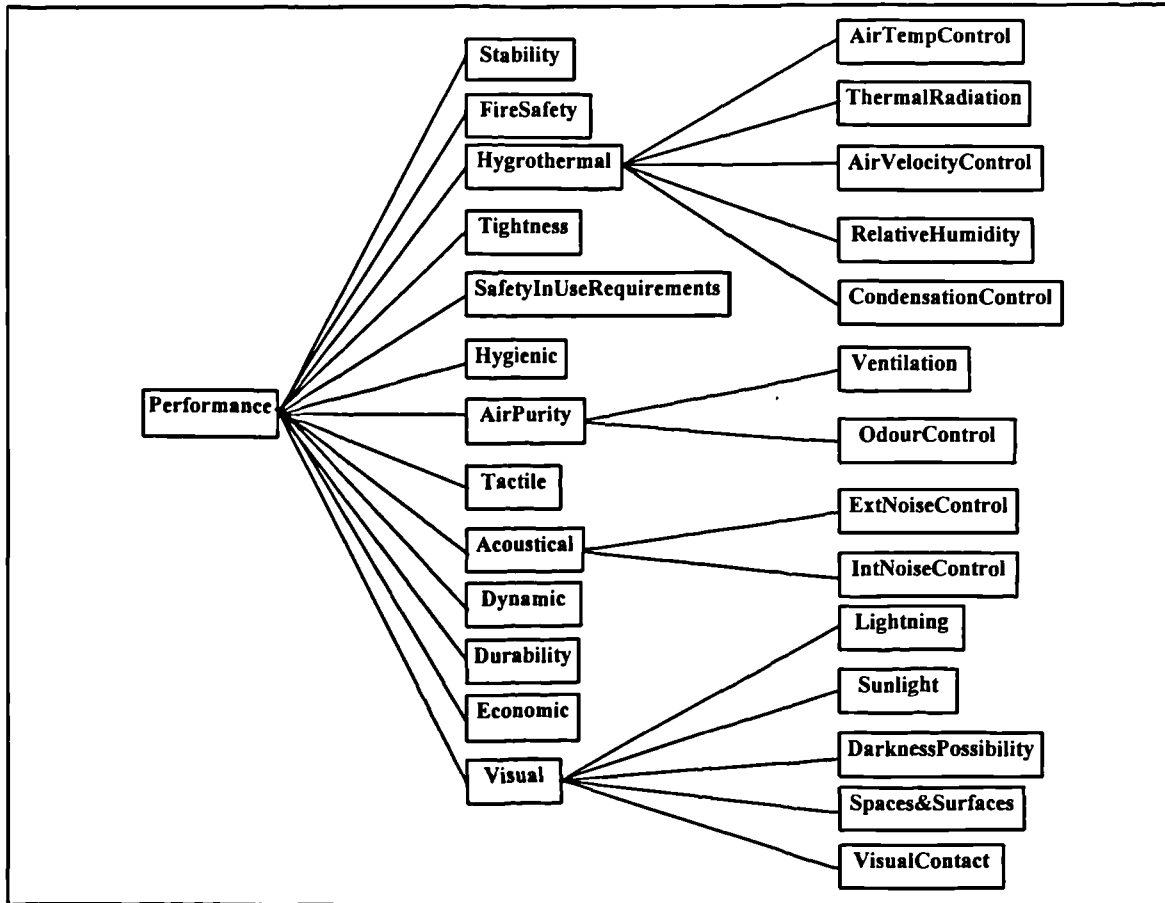 Performance
Stability
FireSafety
Hygrothermal
Tightness
SafetyInUseRequirements
Hygienic
AirPurity
Tactile
Acoustical
Dynamic
Durability
Economic
Visual
AirTempControl
ThermalRadiation
AirVelocityControl
RelativeHumidity
CondensationControl
Ventilation
OdourControl
ExtNoiseControl
IntNoiseControl
Lightning
Sunlight
DarknessPossibility
Spaces&Surfaces
VisualContact